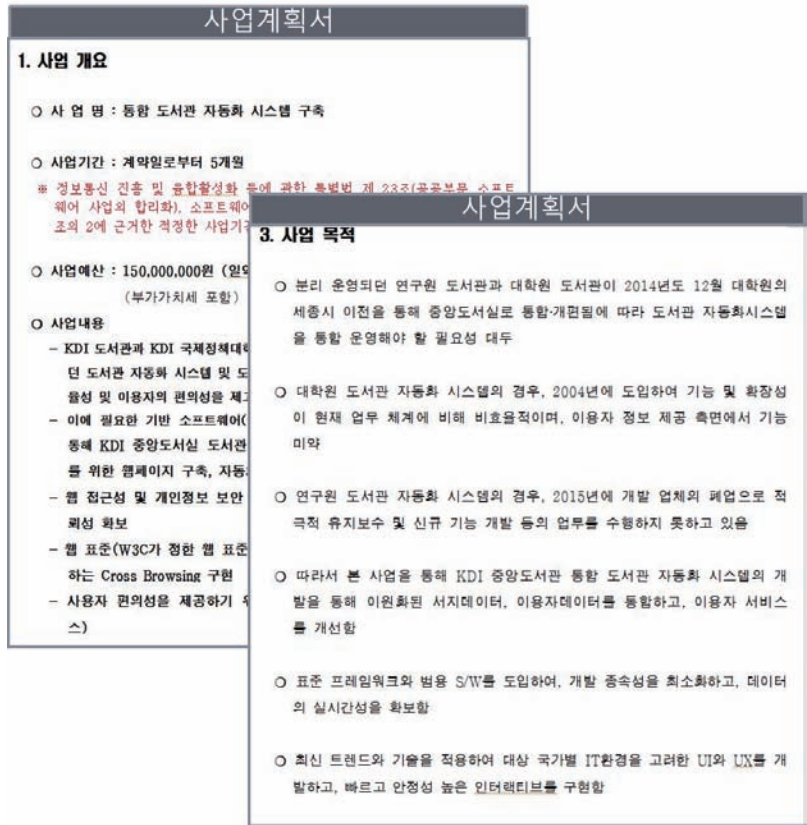 사업계획서
1. 사업 개요
○ 사 업 명 : 통합 도서관 자동화 시스템 구축
○ 사업기간 : 계약일로부터 5개월
※ 정보통신 진흥 및 융합활성화 등에 관한 특별법 제 23조(공공부문 소프트
웨어 사업의 합리화), 소프트웨어
조의 2에 근거한 적정한 사업기간
○ 사업예산 : 150,000,000원
(부가가치세 포함)
○ 사업내용
- KDI 도서관과 KDI 국제정책대학
던 도서관 자동화 시스템 및
율성 및 이용자의 편의성을
- 이에 필요한 기반 소프트웨어(
통해 KDI 중앙도서실 도서관
를 위한 웹페이지 구축,
- 웹 접근성 및 개인정보 보안
뢰성 확보
- 웹 표준(W3C가 정한 웹 표준
하는 Cross Browsing 구현
- 사용자 편의성을 제공하기
스)
사업계획서
3. 사업 목적
○ 분리 운영되던 연구원 도서관과 대학원 도서관이 2014년도 12월 대학원의
세종시 이전을 통해 중앙도서실로 통합·개편됨에 따라 도서관 자동화시스템
을 통합 운영해야 할 필요성 대두
○ 대학원 도서관 자동화 시스템의 경우, 2004년에 도입하여 기능 및 확장성
이 현재 업무 체계에 비해 비효율적이며, 이용자 정보 제공 측면에서 기능
미약
○ 연구원 도서관 자동화 시스템의 경우, 2015년에 개발 업체의 폐업으로 적
극적 유지보수 및 신규 기능 개발 등의 업무를 수행하지 못하고 있음
○ 따라서 본 사업을 통해 KDI 중앙도서관 통합 도서관 자동화 시스템의 개
발을 통해 이원화된 서지데이터, 이용자데이터를 통합하고, 이용자 서비스
를 개선함
○ 표준 프레임워크와 범용 S/W를 도입하여, 개발 종속성을 최소화하고, 데이터
의 실시간성을 확보함
○ 최신 트렌드와 기술을 적용하여 대상 국가별 IT환경을 고려한 UI와 UX를 개
발하고, 빠르고 안정성 높은 인터랙티브를 구현함